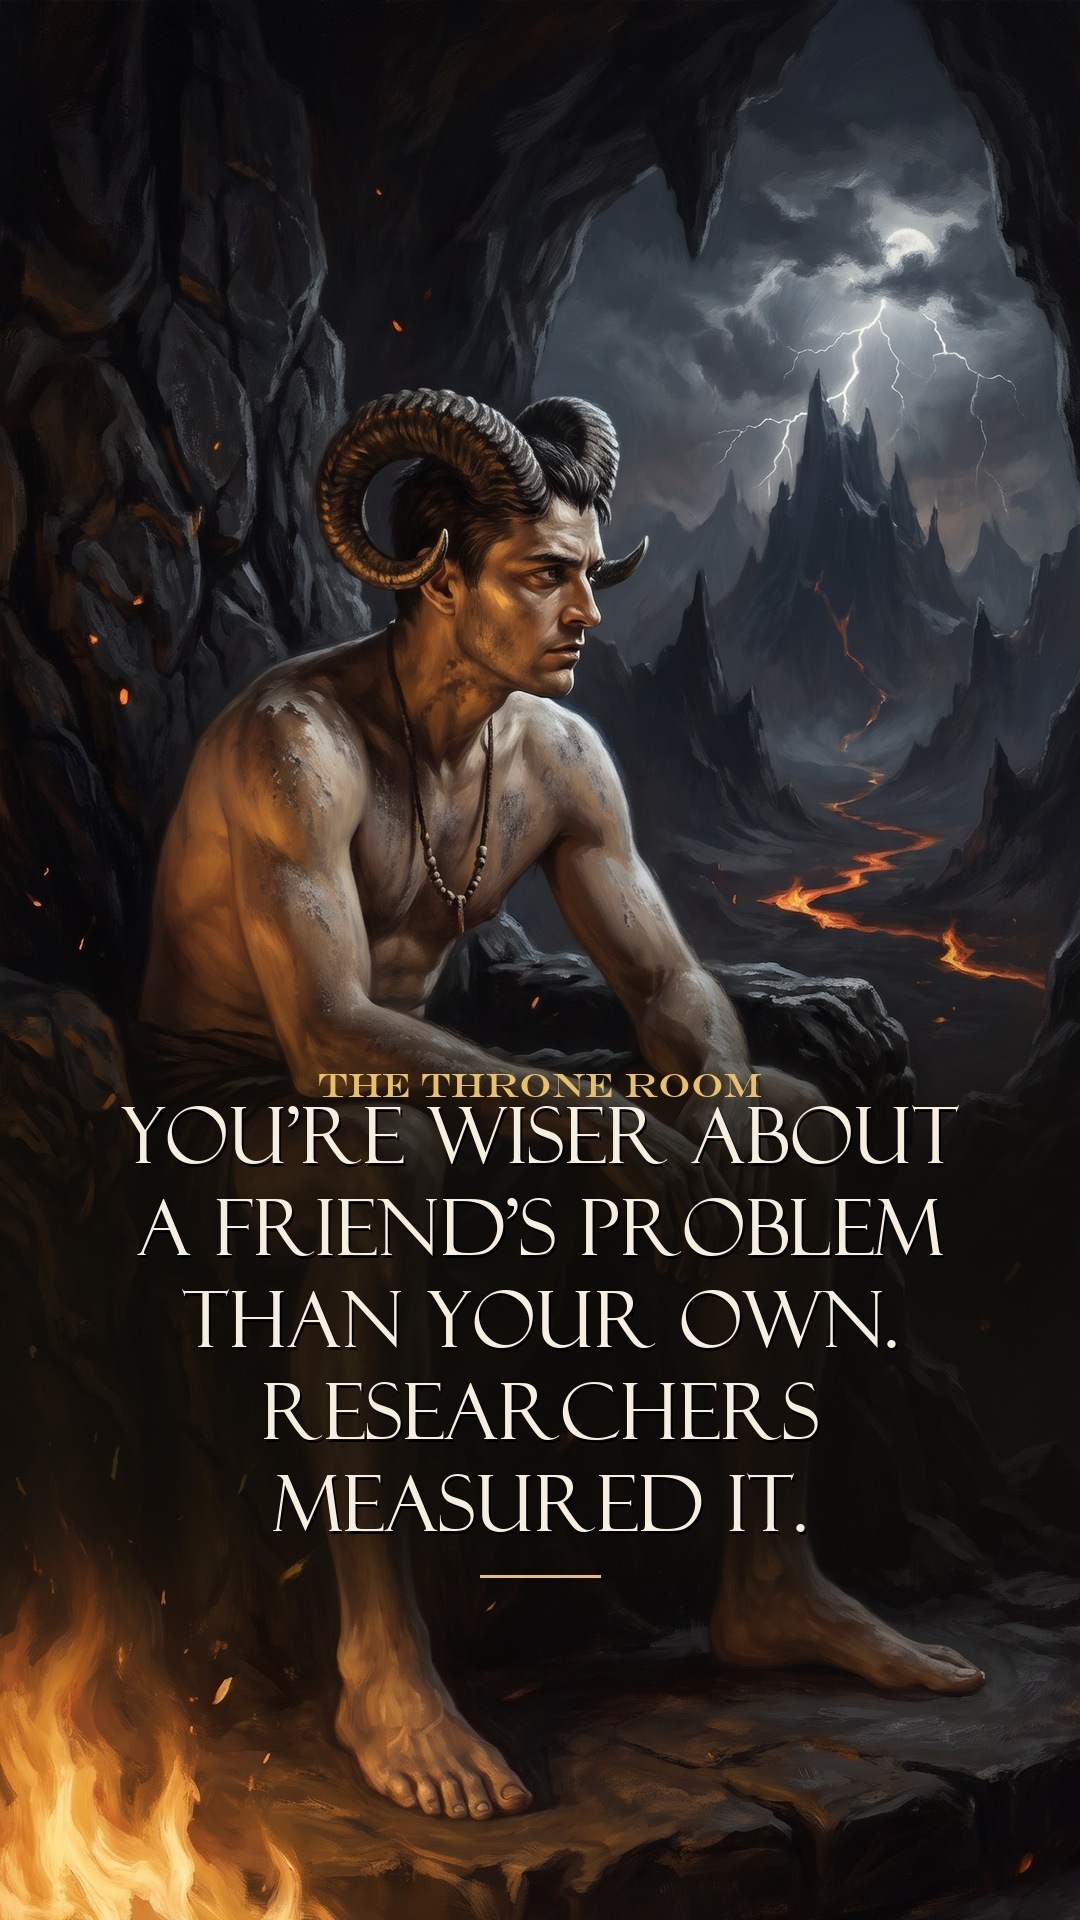 THE THRONE ROOM
YOU'RE WISER ABOUT
A FRIEND'S PROBLEM
THAN YOUR OWN.
RESEARCHERS
MEASURED IT.